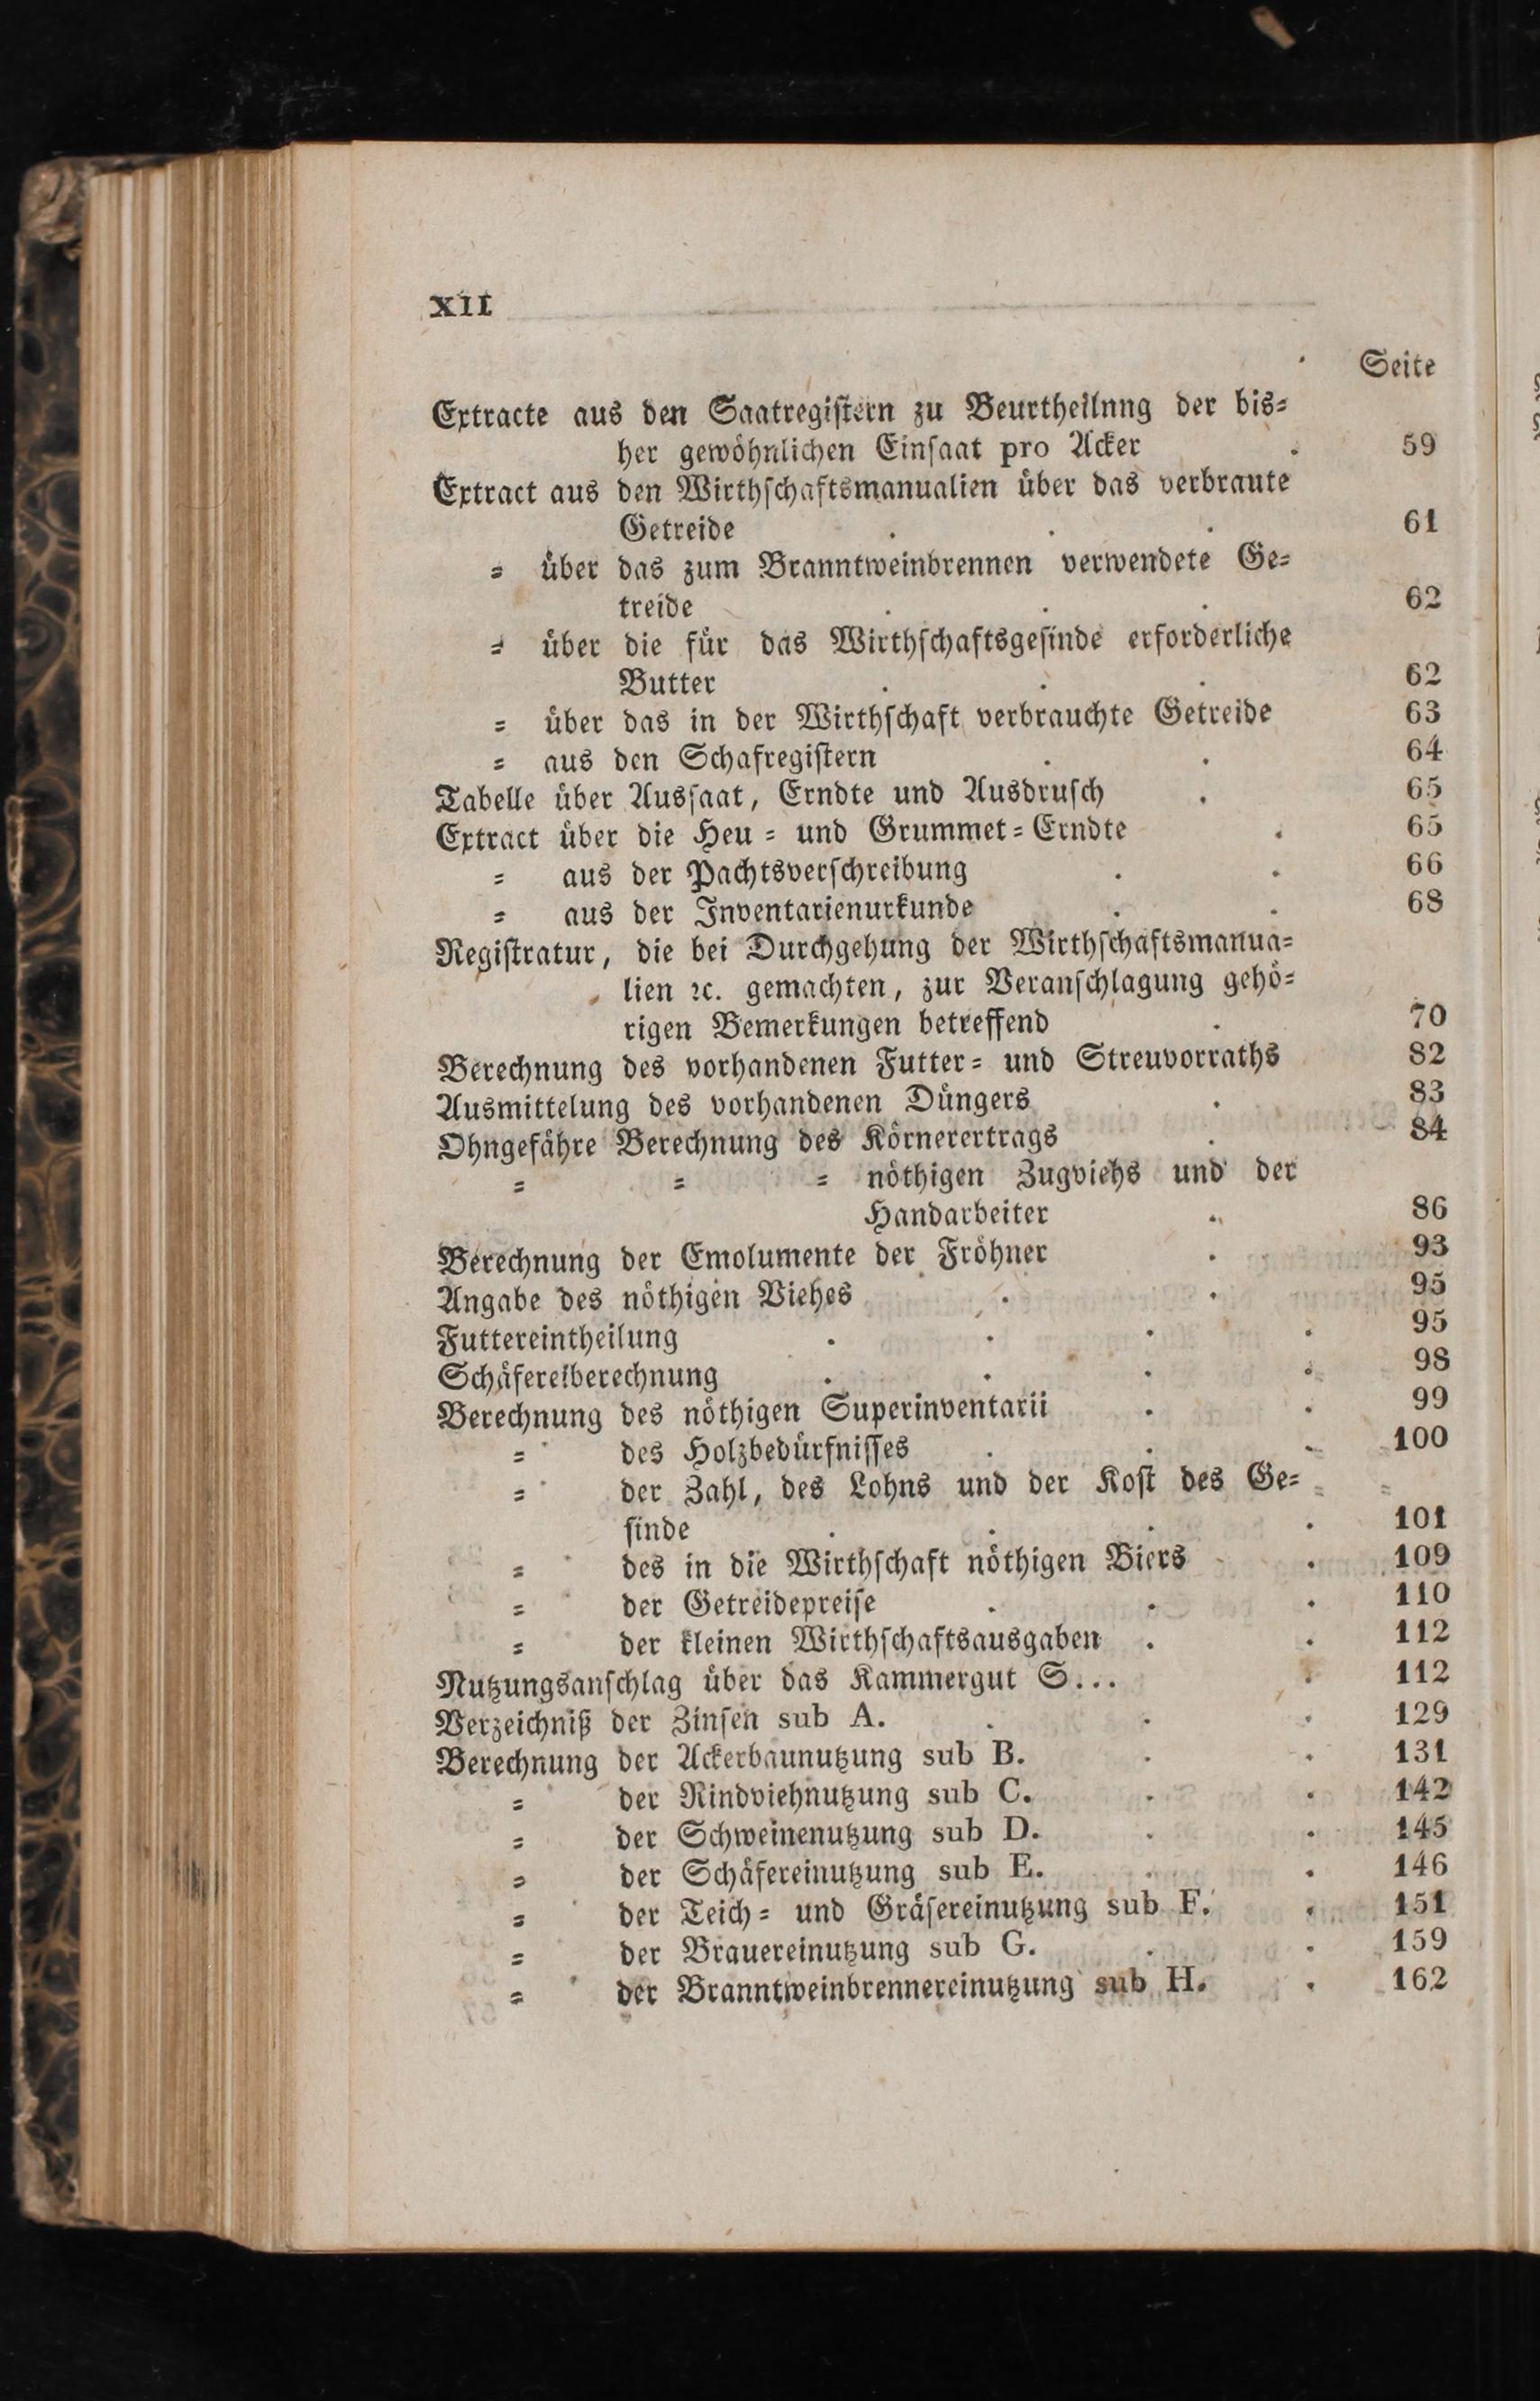 XII
Seite
Extracte aus den Saatregistern zu Beurtheilnng der bis=
her gewöhnlichen Einsaat pro Acker . 59
Extract aus den Wirthschaftsmanualien über das verbraute
Getreide . . . 61
= über das zum Branntweinbrennen verwendete Ge=
treide . . . 62
= über die für das Wirthschaftsgesinde erforderliche
Butter . . . 62
= über das in der Wirthschaft verbrauchte Getreide 63
= aus den Schafregistern . . 64
Tabelle über Aussaat, Erndte und Ausdrusch . 65
Extract über die Heu = und Grummet = Erndte . 65
= aus der Pachtsverschreibung . . 66
= aus der Inventarienurkunde . . 68
Registratur, die bei Durchgehung der Wirthschaftsmanua=
lien ꝛc. gemachten, zur Veranschlagung gehö=
rigen Bemerkungen betreffend . 70
Berechnung des vorhandenen Futter = und Streuvorraths 82
Ausmittelung des vorhandenen Düngers . 83
Ohngefähre Berechnung des Körnerertrags . 84
= = = nöthigen Zugviehs und der
Handarbeiter . 86
Berechnung der Emolumente der Fröhner . 93
Angabe des nöthigen Viehes . . 95
Futtereintheilung . . . . 95
Schäfereiberechnung . . . . 98
Berechnung des nöthigen Superinventarii . . 99
= des Holzbedürfnisses . . . 100
= der Zahl, des Lohns und der Kost des Ge=
sinde . . . . 101
= des in die Wirthschaft nöthigen Biers . 109
= der Getreidepreise . . . 110
= der kleinen Wirthschaftsausgaben . . 112
Nutzungsanschlag über das Kammergut S... . 112
Verzeichniß der Zinsen sub A. . . . 129
Berechnung der Ackerbaunutzung sub B. . . 131
= der Rindviehnutzung sub C. . . 142
= der Schweinenutzung sub D. . . 145
= der Schäfereinutzung sub E. . . 146
= der Teich = und Gräsereinutzung sub F. . 151
= der Brauereinutzung sub G. . . 159
= der Branntweinbrennereinutzung sub H. . 162